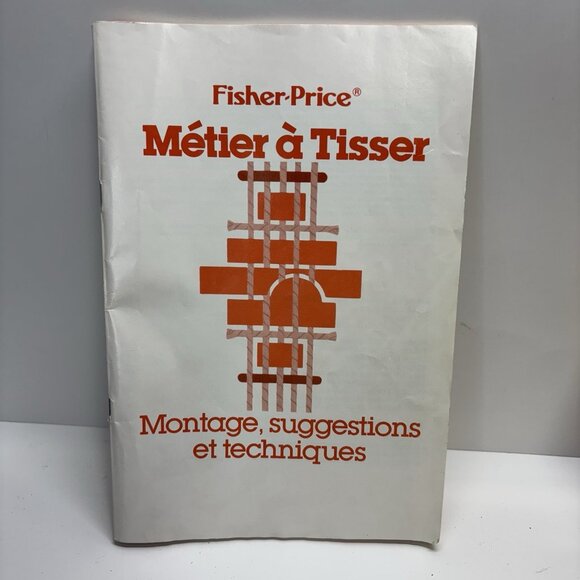 Fisher-Price®
Métier à Tisser
Montage, suggestions
et techniques